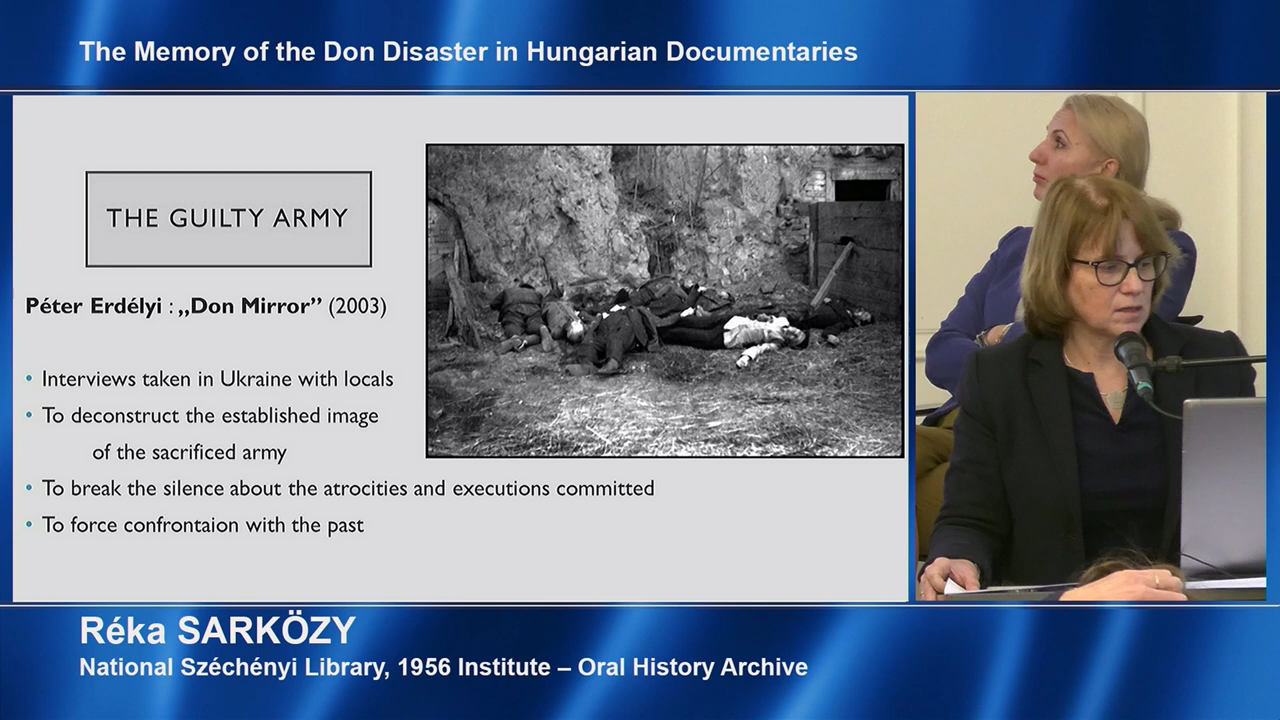 The Memory of the Don Disaster in Hungarian Documentaries
THE GUILTY ARMY
Péter Erdélyi : „Don Mirror” (2003)
• Interviews taken in Ukraine with locals
• To deconstruct the established image
of the sacrificed army
• To break the silence about the atrocities and executions committed
• To force confrontaion with the past
Réka SARKÖZY
National Széchényi Library, 1956 Institute – Oral History Archive